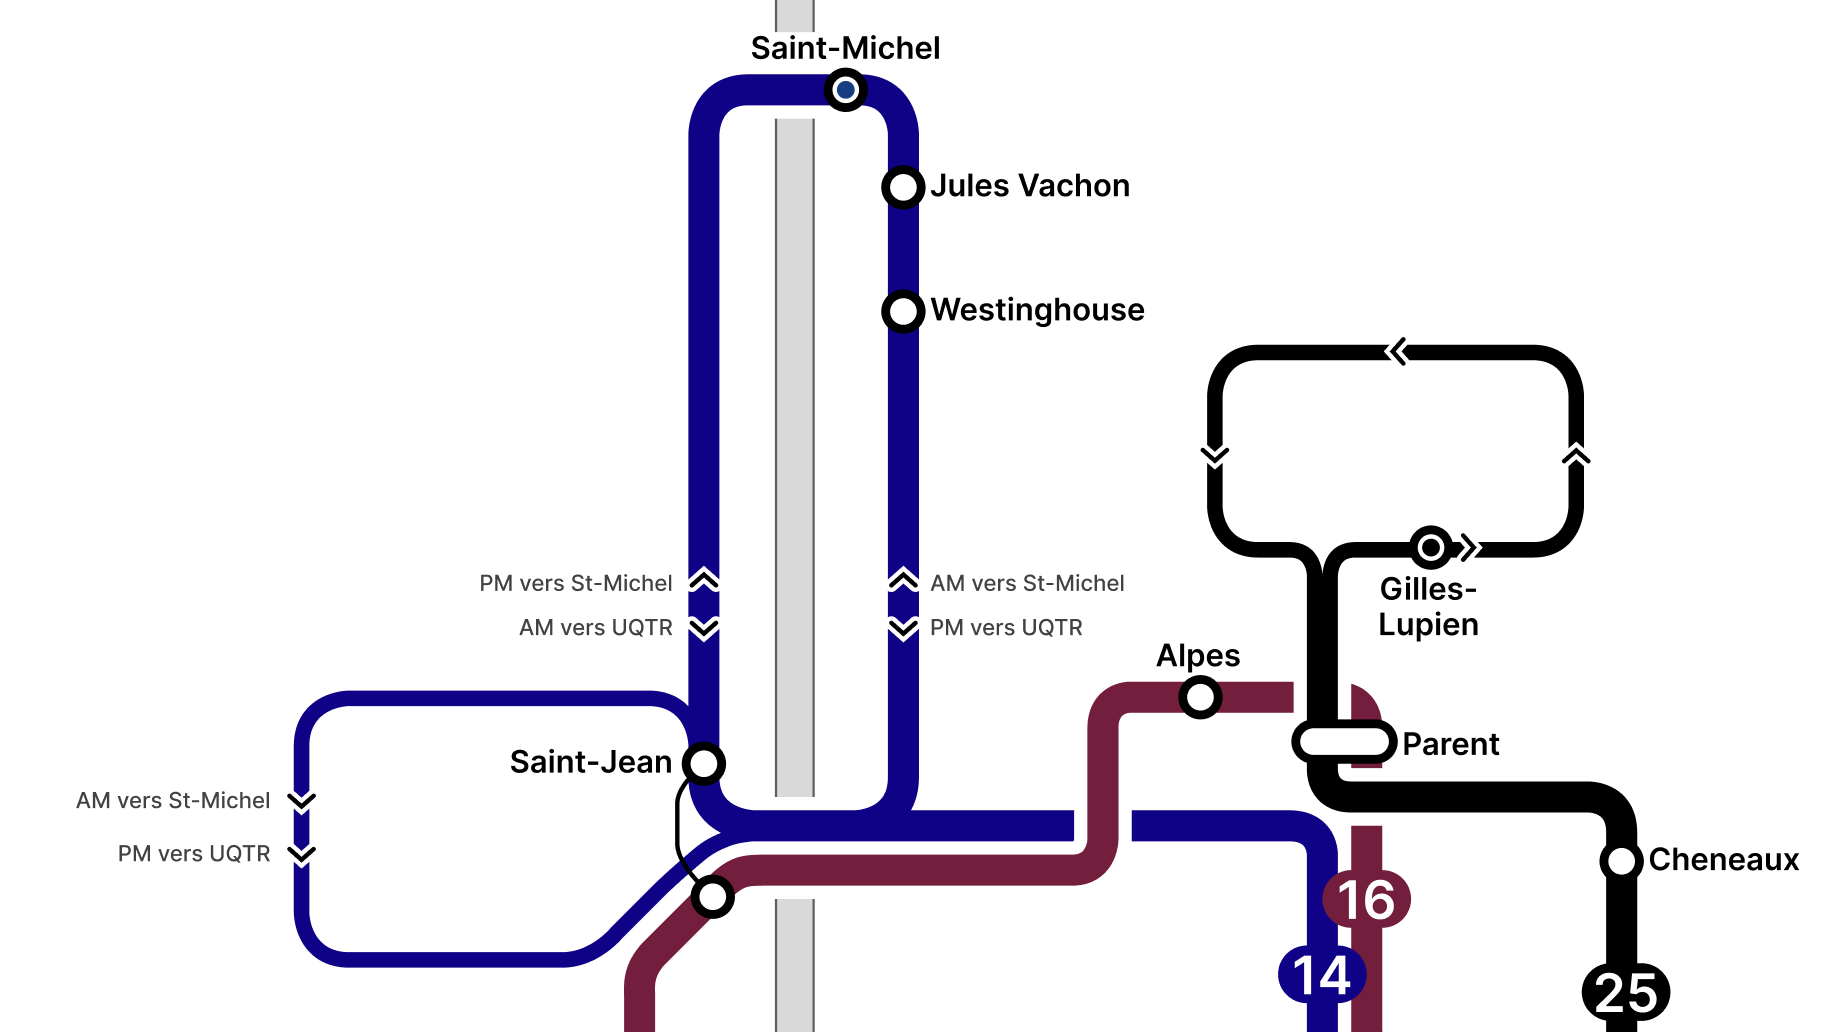 Saint-Michel
Jules Vachon
Westinghouse
PM vers St-Michel
AM vers St-Michel
AM vers UQTR
PM vers UQTR
Gilles-
Lupien
Alpes
Parent
Saint-Jean
AM vers St-Michel
PM vers UQTR
Cheneaux
16
14
25